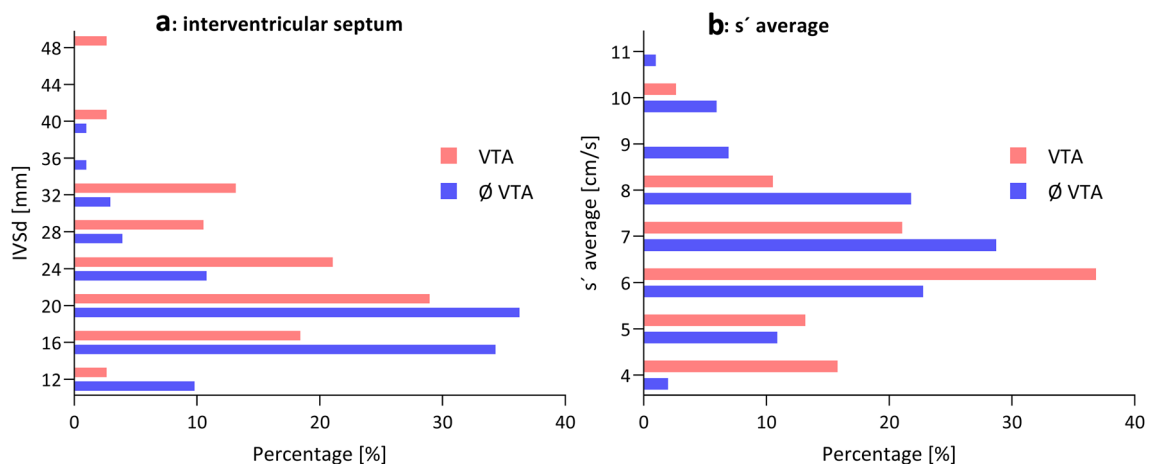 a: interventricular septum
48
44
40
36
32
28
24
20
16
12
IVSd [mm]
VTA
Ø VTA
0
10
20
30
40
Percentage [%]
b: s´ average
11
10
9
8
7
6
5
4
s´ average [cm/s]
VTA
Ø VTA
0
10
20
30
40
Percentage [%]